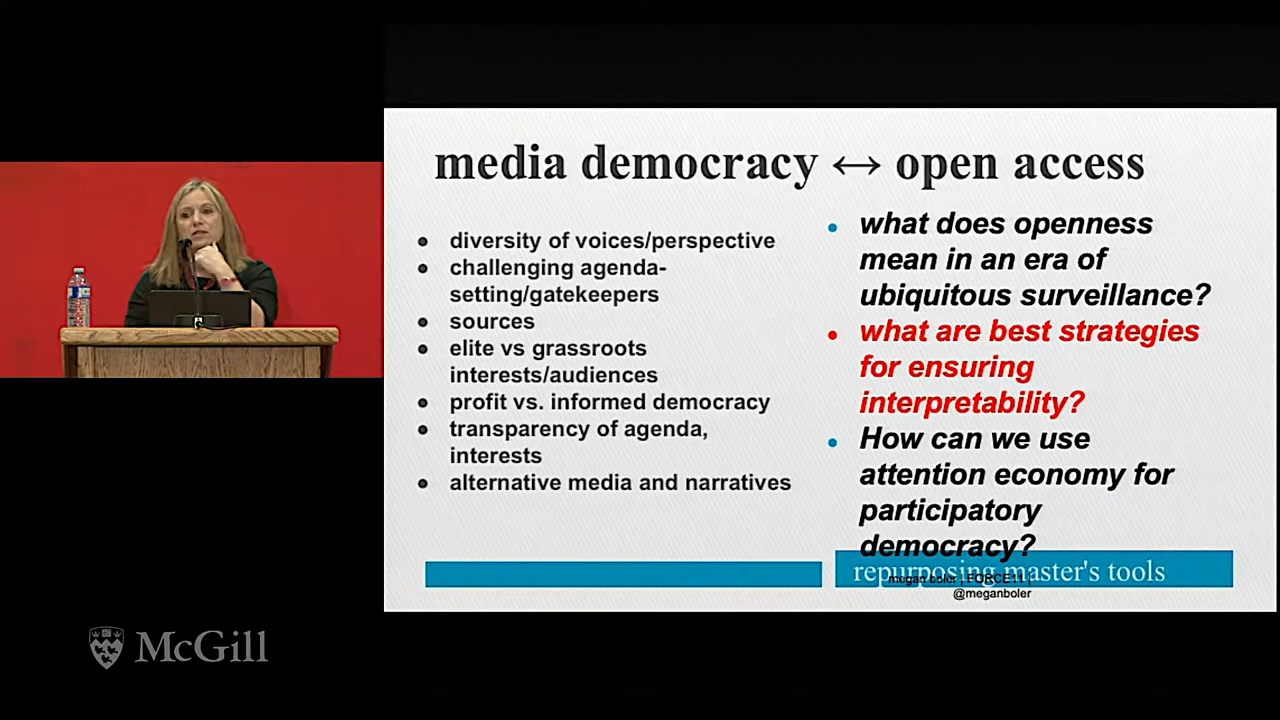 media democracy ↔ open access
diversity of voices/perspective
challenging agenda-
setting/gatekeepers
sources
elite vs grassroots
interests/audiences
profit vs. informed democracy
transparency of agenda,
interests
alternative media and narratives
what does openness
mean in an era of
ubiquitous surveillance?
what are best strategies
for ensuring
interpretability?
How can we use
attention economy for
participatory
democracy?
repurposing master's tools
megan boler | FORCE11 |
@meganboler
McGill